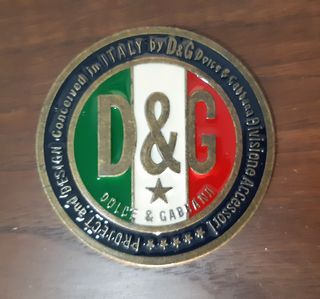 PROJECT and DESIGN Conceived in ITALY by D&G Dolce & Gabbana DIVISIONE Accessori
D&G
DOLCE & GABBANA